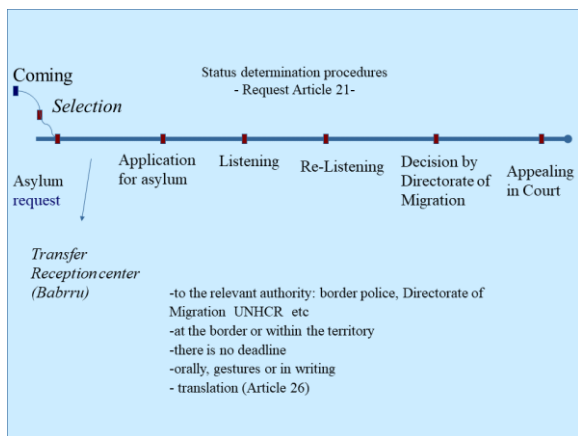 Status determination procedures
- Request Article 21-
Coming
Selection
Asylum
request
Application
for asylum
Listening
Re-Listening
Decision by
Directorate of
Migration
Appealing
in Court
Transfer
Reception center
(Babrru)
-to the relevant authority: border police, Directorate of
Migration UNHCR etc
-at the border or within the territory
-there is no deadline
-orally, gestures or in writing
- translation (Article 26)